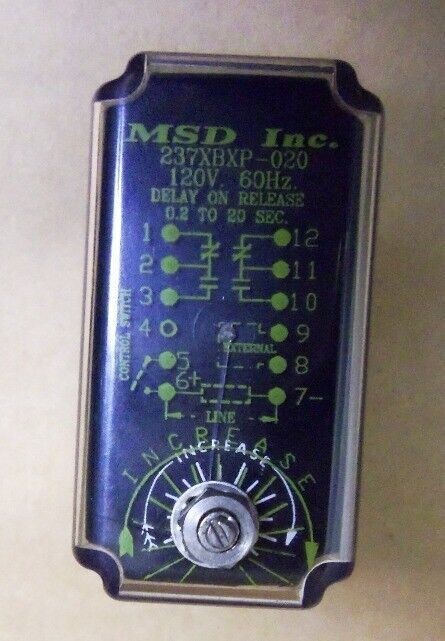 MSD Inc.
237XBXP-020
120V. 60Hz.
DELAY ON RELEASE
0.2 TO 20 SEC.
1 12
2 11
3 10
4 9
EXTERNAL
CONTROL SWITCH
5 8
6+ 7-
LINE
INCREASE
INCREASE